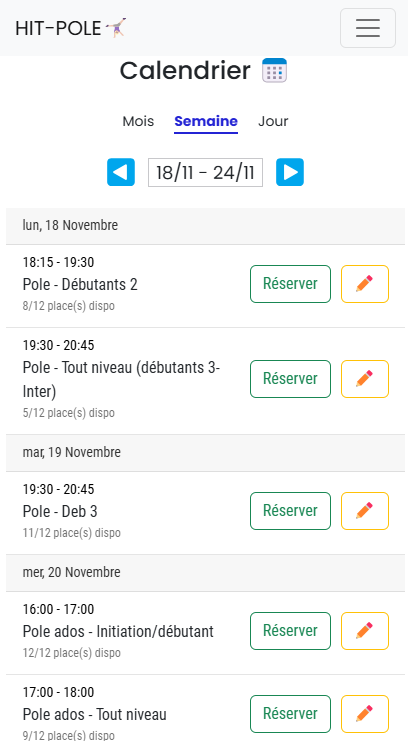 HIT-POLE
Calendrier
Mois Semaine Jour
18/11 - 24/11
lun, 18 Novembre
18:15 - 19:30
Pole - Débutants 2
8/12 place(s) dispo
Réserver
19:30 - 20:45
Pole - Tout niveau (débutants 3-
Inter)
5/12 place(s) dispo
Réserver
mar, 19 Novembre
19:30 - 20:45
Pole - Deb 3
11/12 place(s) dispo
Réserver
mer, 20 Novembre
16:00 - 17:00
Pole ados - Initiation/débutant
12/12 place(s) dispo
Réserver
17:00 - 18:00
Pole ados - Tout niveau
9/12 place(s) dispo
Réserver